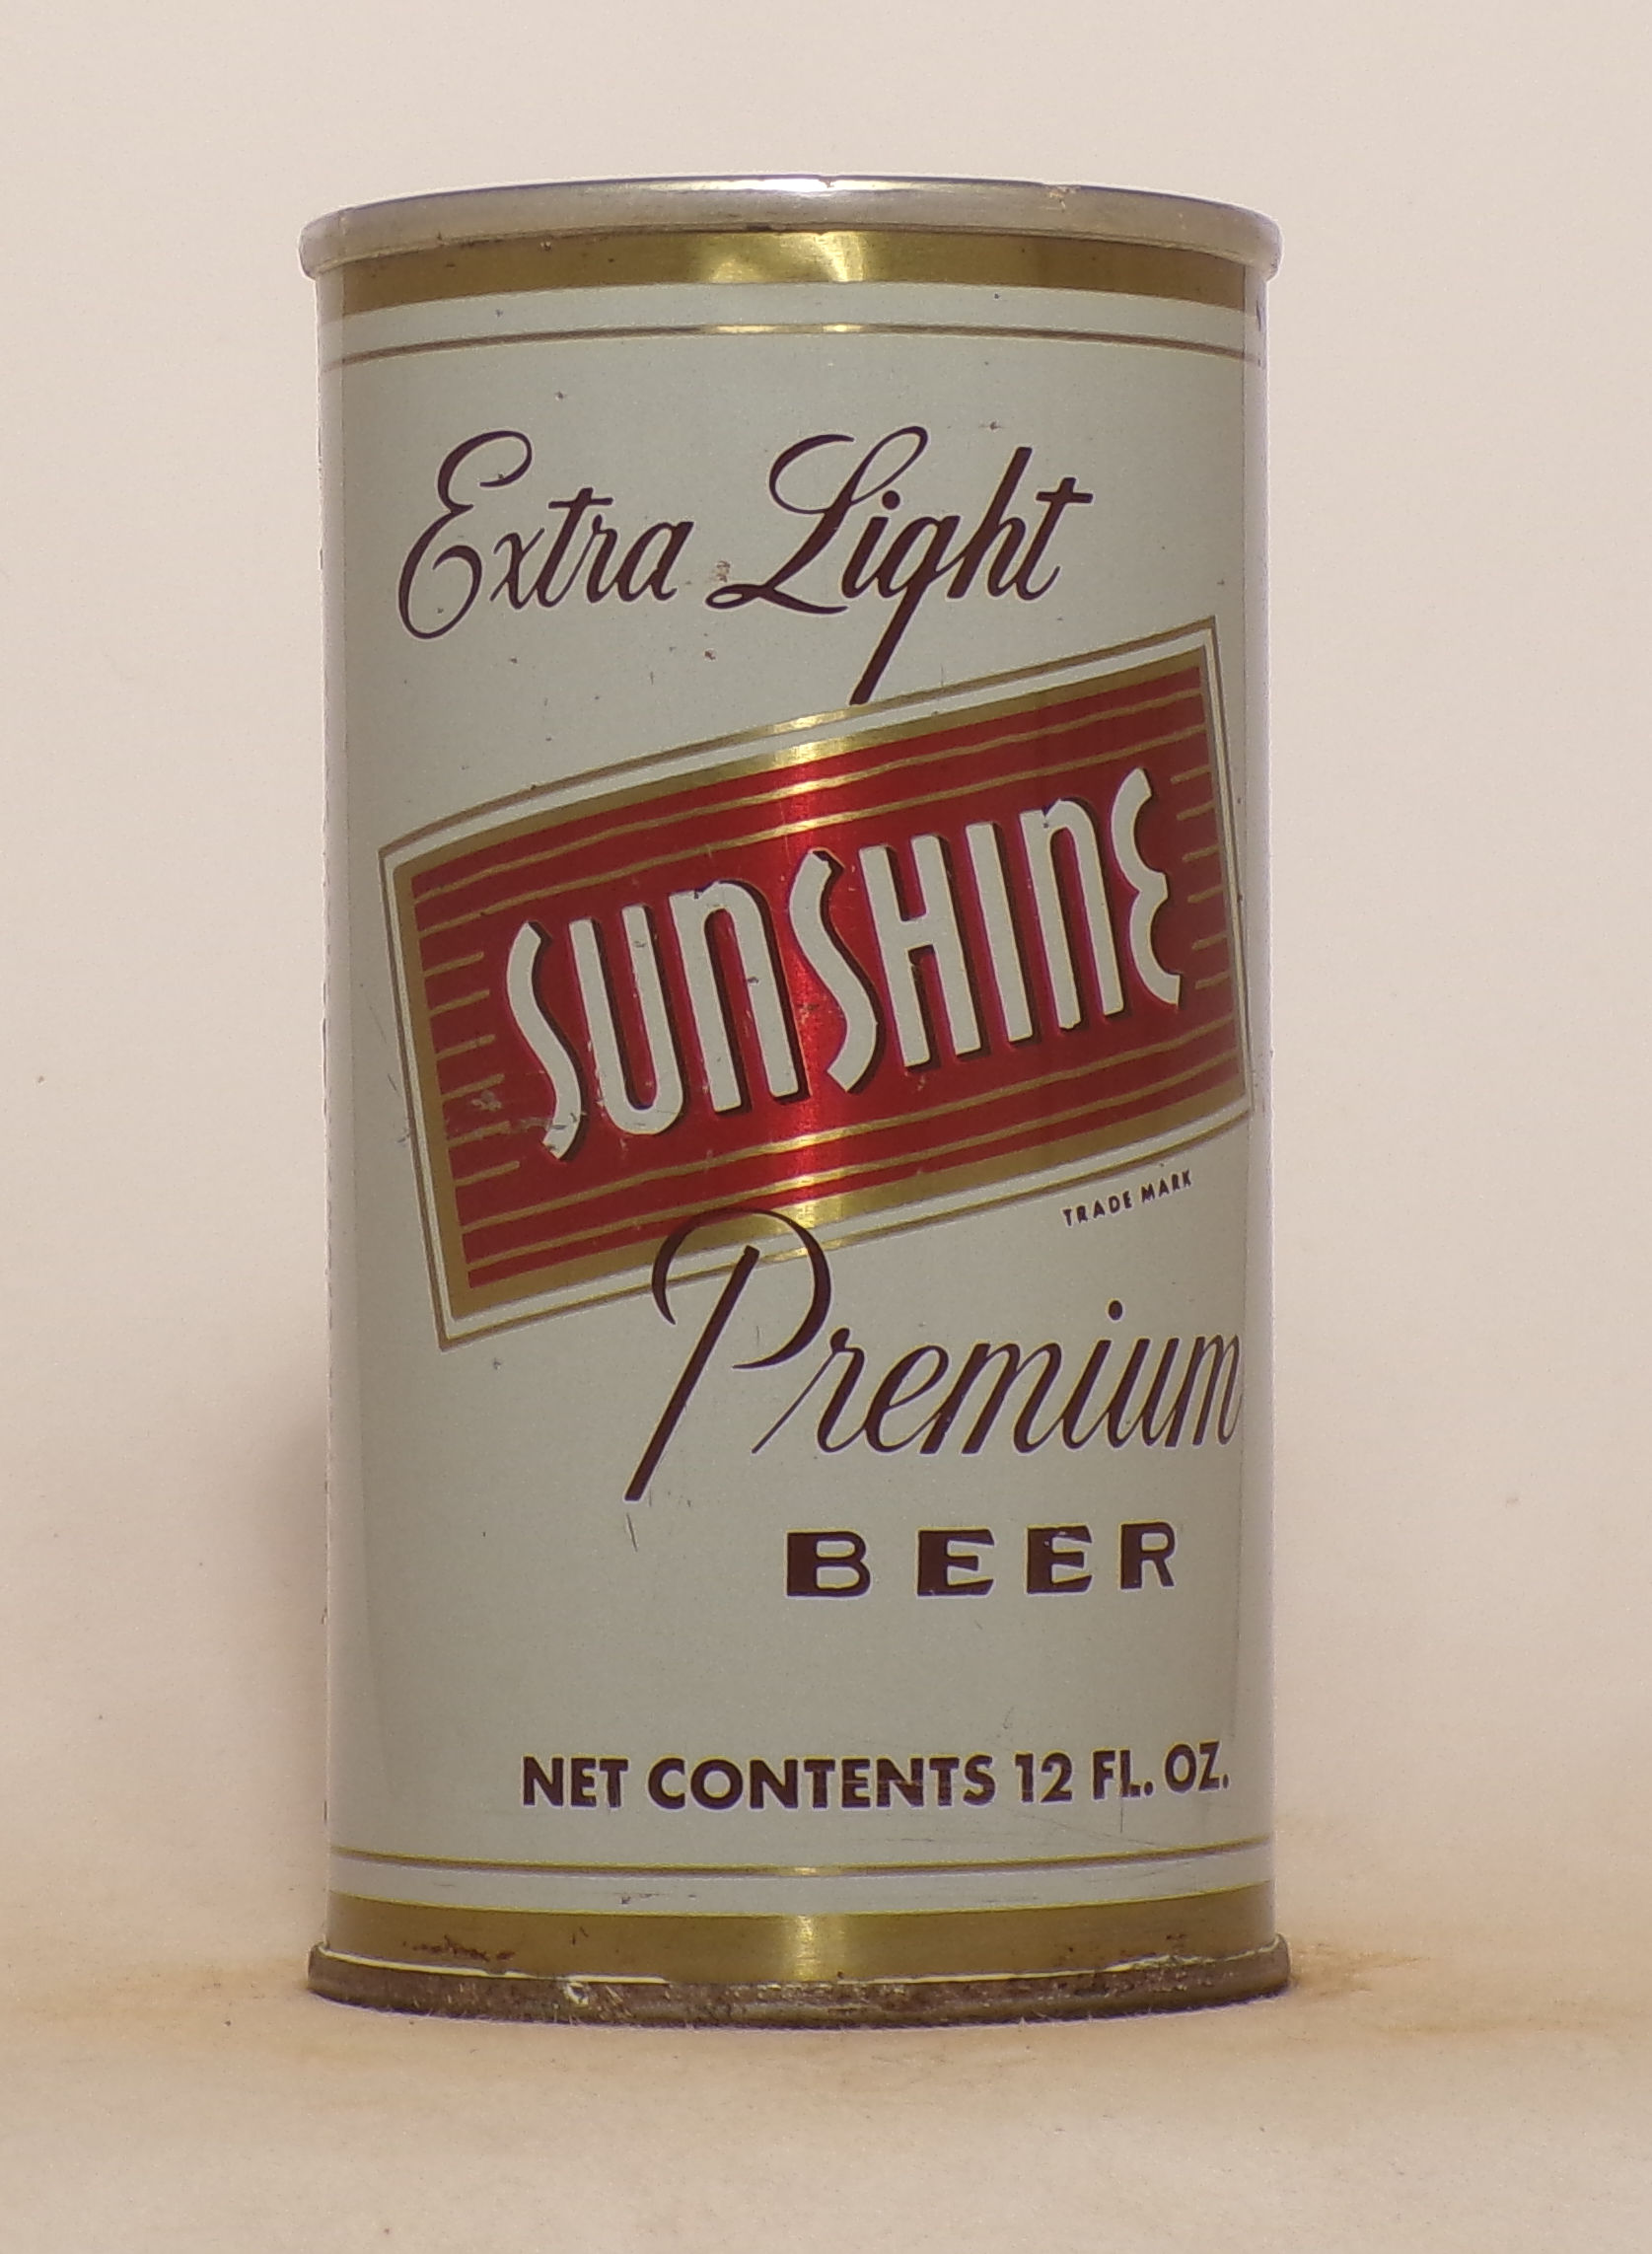 Extra Light
SUNSHINE
TRADE MARK
Premium
BEER
NET CONTENTS 12 FL. OZ.